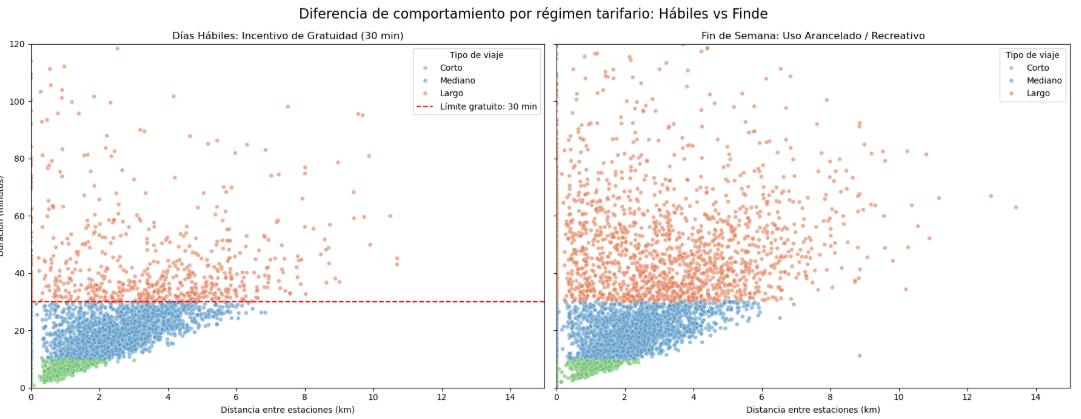 Diferencia de comportamiento por régimen tarifario: Hábiles vs Finde
Días Hábiles: Incentivo de Gratuidad (30 min)
120
100
80
60
40
20
0
Duración (minutos)
0 2 4 6 8 10 12 14
Distancia entre estaciones (km)
Tipo de viaje
Corto
Mediano
Largo
Límite gratuito: 30 min
Fin de Semana: Uso Arancelado / Recreativo
0 2 4 6 8 10 12 14
Distancia entre estaciones (km)
Tipo de viaje
Corto
Mediano
Largo